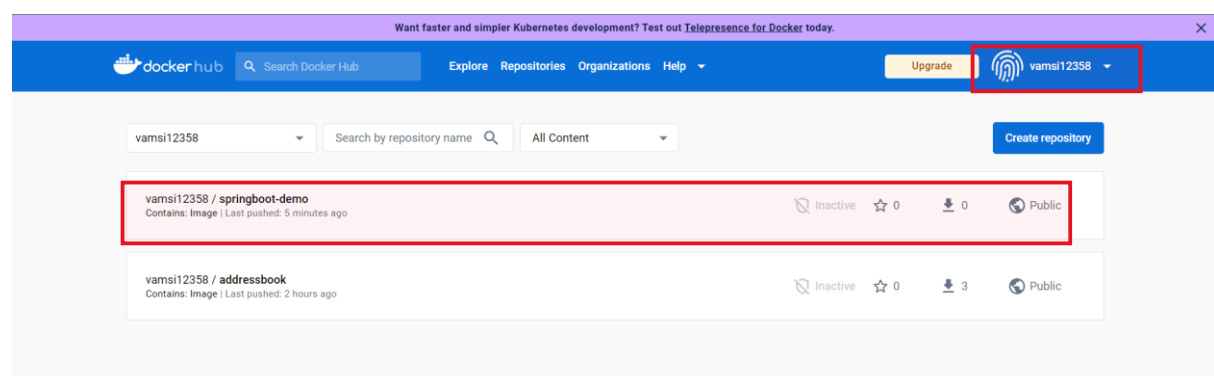 Want faster and simpler Kubernetes development? Test out Telepresence for Docker today.
dockerhub Search Docker Hub Explore Repositories Organizations Help Upgrade vamsi12358
vamsi12358 Search by repository name All Content Create repository
vamsi12358 / springboot-demo
Contains: Image | Last pushed: 5 minutes ago
Inactive 0 0 Public
vamsi12358 / addressbook
Contains: Image | Last pushed: 2 hours ago
Inactive 0 3 Public